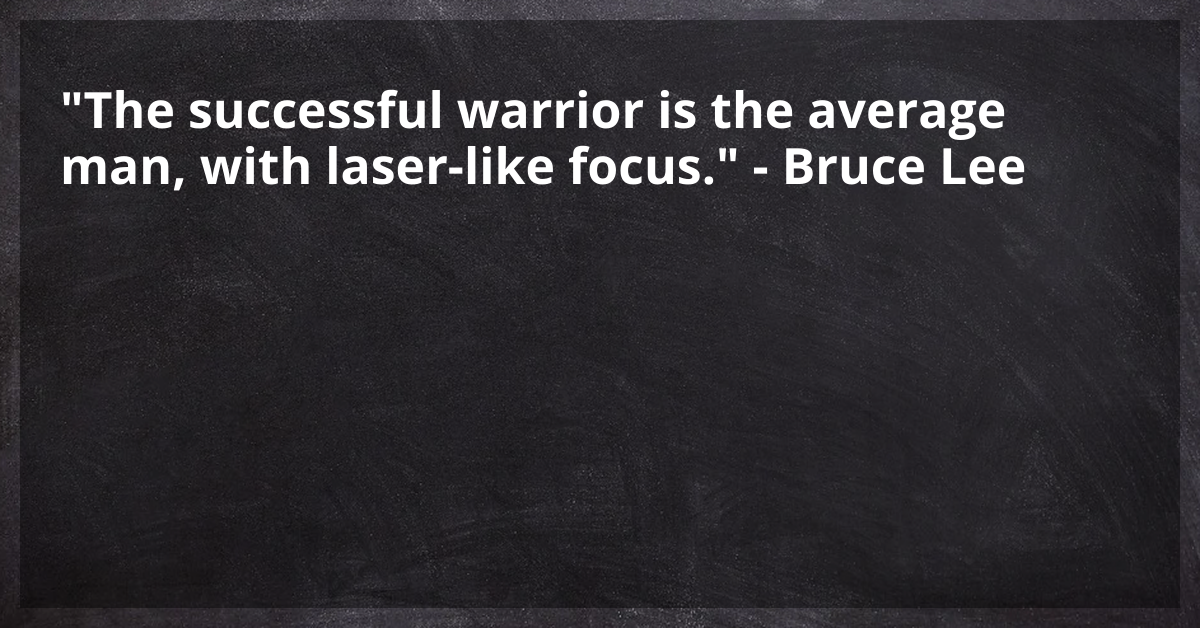 "The successful warrior is the average
man, with laser-like focus." - Bruce Lee